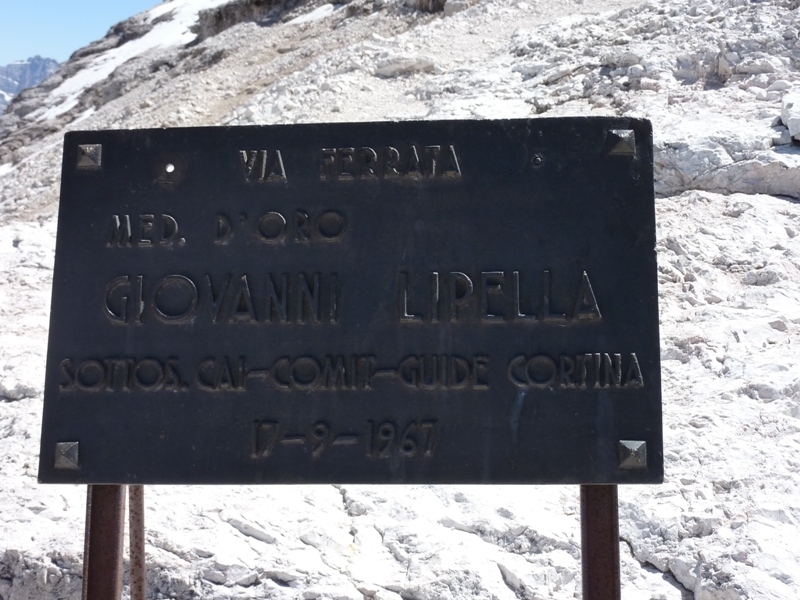 VIA FERRATA
MED. D'ORO
GIOVANNI LIPELLA
SOTTOS. CAI-COMIT-GUIDE CORTINA
17-9-1967